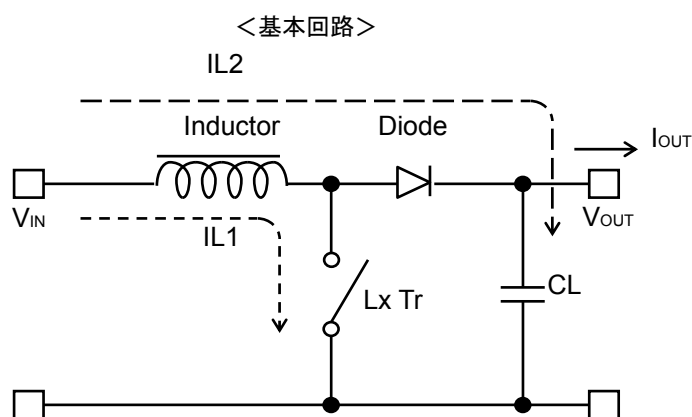 ＜基本回路＞
IL2
Inductor
Diode
IOUT
VIN
IL1
VOUT
Lx Tr
CL